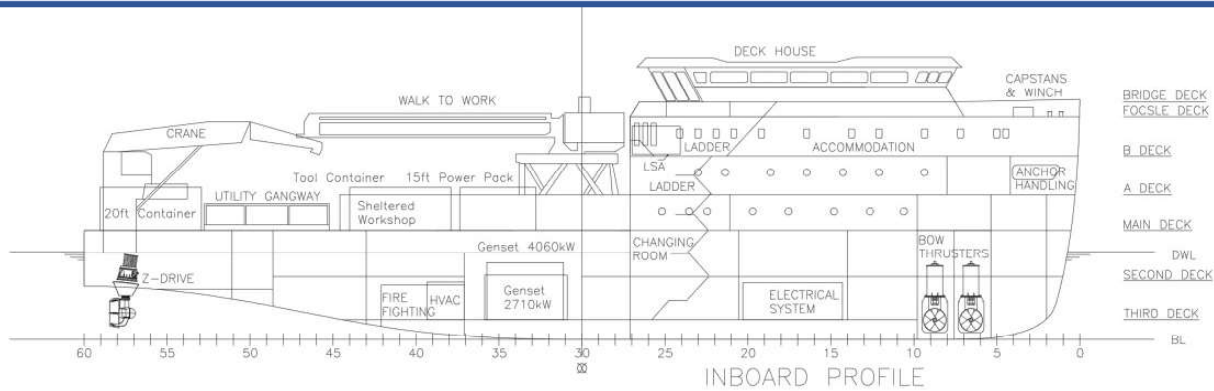 DECK HOUSE
CAPSTANS
& WINCH
BRIDGE DECK
FOCSLE DECK
WALK TO WORK
CRANE
LADDER
ACCOMMODATION
B DECK
LSA
Tool Container
15ft Power Pack
LADDER
ANCHOR
HANDLING
A DECK
UTILITY GANGWAY
20ft Container
Sheltered
Workshop
MAIN DECK
Genset 4060kW
CHANGING
ROOM
BOW
THRUSTERS
DWL
Z-DRIVE
SECOND DECK
FIRE
FIGHTING
HVAC
Genset
2710kW
ELECTRICAL
SYSTEM
THIRD DECK
BL
60 55 50 45 40 35 30 25 20 15 10 5 0
INBOARD PROFILE